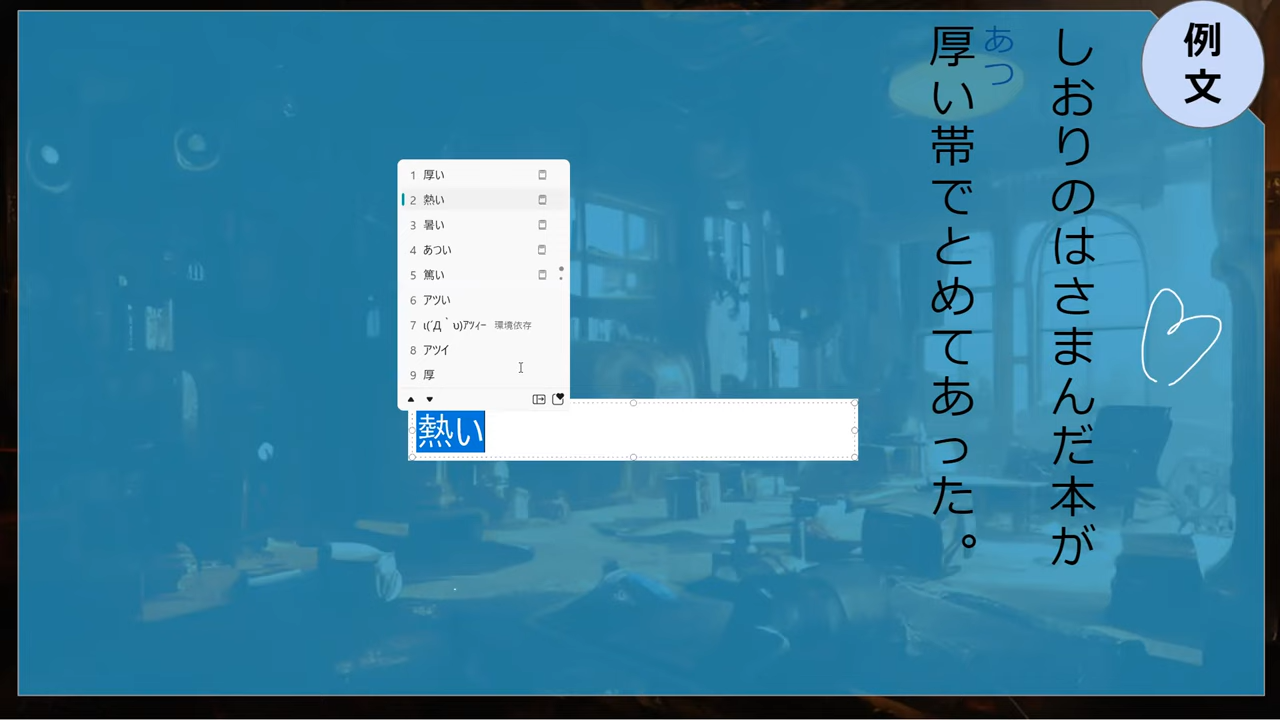 例文
しおりのはさまんだ本が
あつ
厚い帯でとめてあった。
1 厚い
2 熱い
3 暑い
4 あつい
5 篤い
6 アツい
7 ι(´Д｀υ)ｱﾂｨｰ 環境依存
8 アツイ
9 厚
熱い